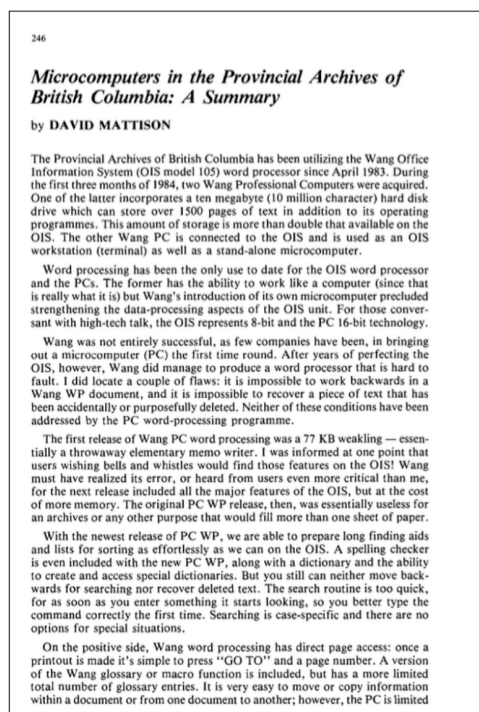 246
Microcomputers in the Provincial Archives of
British Columbia: A Summary
by DAVID MATTISON
The Provincial Archives of British Columbia has been utilizing the Wang Office
Information System (OIS model 105) word processor since April 1983. During
the first three months of 1984, two Wang Professional Computers were acquired.
One of the latter incorporates a ten megabyte (10 million character) hard disk
drive which can store over 1500 pages of text in addition to its operating
programmes. This amount of storage is more than double that available on the
OIS. The other Wang PC is connected to the OIS and is used as an OIS
workstation (terminal) as well as a stand-alone microcomputer.
Word processing has been the only use to date for the OIS word processor
and the PCs. The former has the ability to work like a computer (since that
is really what it is) but Wang's introduction of its own microcomputer precluded
strengthening the data-processing aspects of the OIS unit. For those conver-
sant with high-tech talk, the OIS represents 8-bit and the PC 16-bit technology.
Wang was not entirely successful, as few companies have been, in bringing
out a microcomputer (PC) the first time round. After years of perfecting the
OIS, however, Wang did manage to produce a word processor that is hard to
fault. I did locate a couple of flaws: it is impossible to work backwards in a
Wang WP document, and it is impossible to recover a piece of text that has
been accidentally or purposefully deleted. Neither of these conditions have been
addressed by the PC word-processing programme.
The first release of Wang PC word processing was a 77 KB weakling — essen-
tially a throwaway elementary memo writer. I was informed at one point that
users wishing bells and whistles would find those features on the OIS! Wang
must have realized its error, or heard from users even more critical than me,
for the next release included all the major features of the OIS, but at the cost
of more memory. The original PC WP release, then, was essentially useless for
an archives or any other purpose that would fill more than one sheet of paper.
With the newest release of PC WP, we are able to prepare long finding aids
and lists for sorting as effortlessly as we can on the OIS. A spelling checker
is even included with the new PC WP, along with a dictionary and the ability
to create and access special dictionaries. But you still can neither move back-
wards for searching nor recover deleted text. The search routine is too quick,
for as soon as you enter something it starts looking, so you better type the
command correctly the first time. Searching is case-specific and there are no
options for special situations.
On the positive side, Wang word processing has direct page access: once a
printout is made it's simple to press "GO TO" and a page number. A version
of the Wang glossary or macro function is included, but has a more limited
total number of glossary entries. It is very easy to move or copy information
within a document or from one document to another; however, the PC is limited